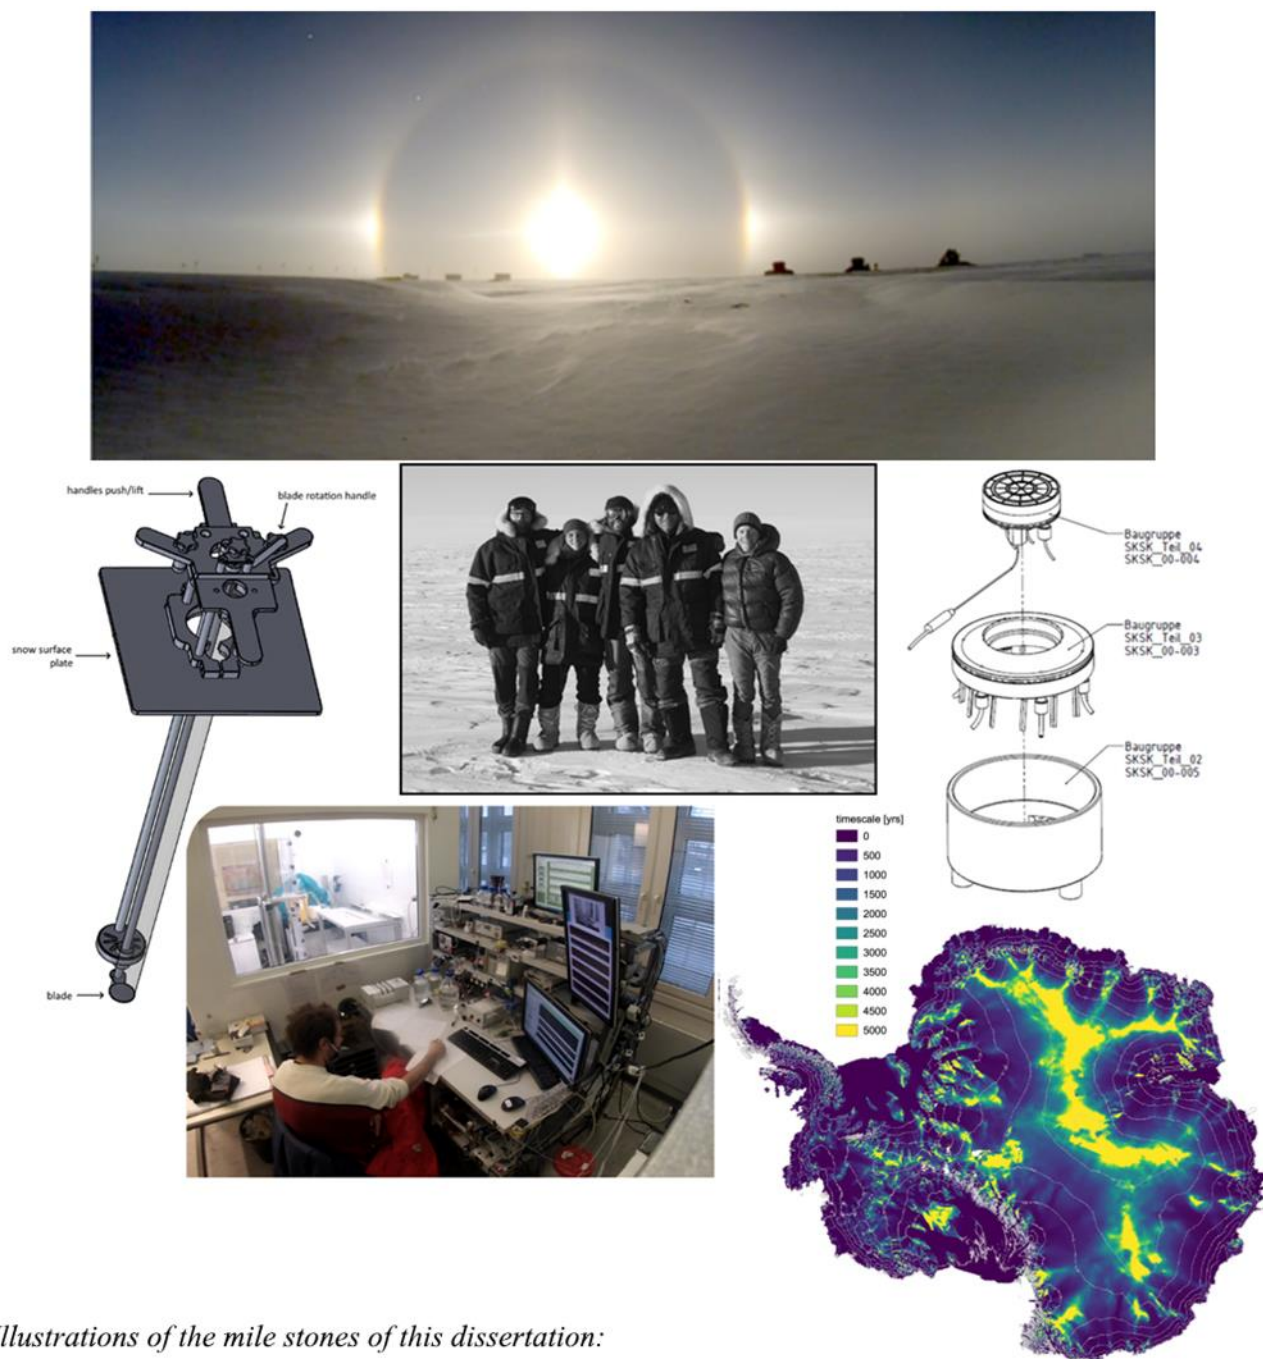 handles push/lift
blade rotation handle
snow surface
plate
blade
Baugruppe
SKSK_Teil_04
SKSK_00-004
Baugruppe
SKSK_Teil_03
SKSK_00-003
Baugruppe
SKSK_Teil_02
SKSK_00-005
timescale [yrs]
0
500
1000
1500
2000
2500
3000
3500
4000
4500
5000
llustrations of the mile stones of this dissertation: